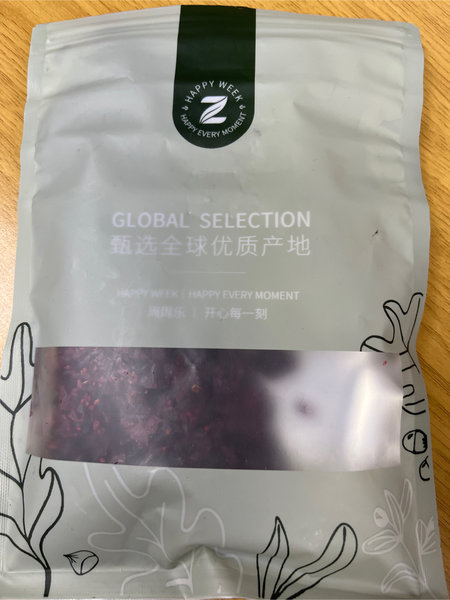 HAPPY WEEK
Z
HAPPY EVERY MOMENT
GLOBAL SELECTION
甄选全球优质产地
HAPPY WEEK | HAPPY EVERY MOMENT
周周乐 | 开心每一刻